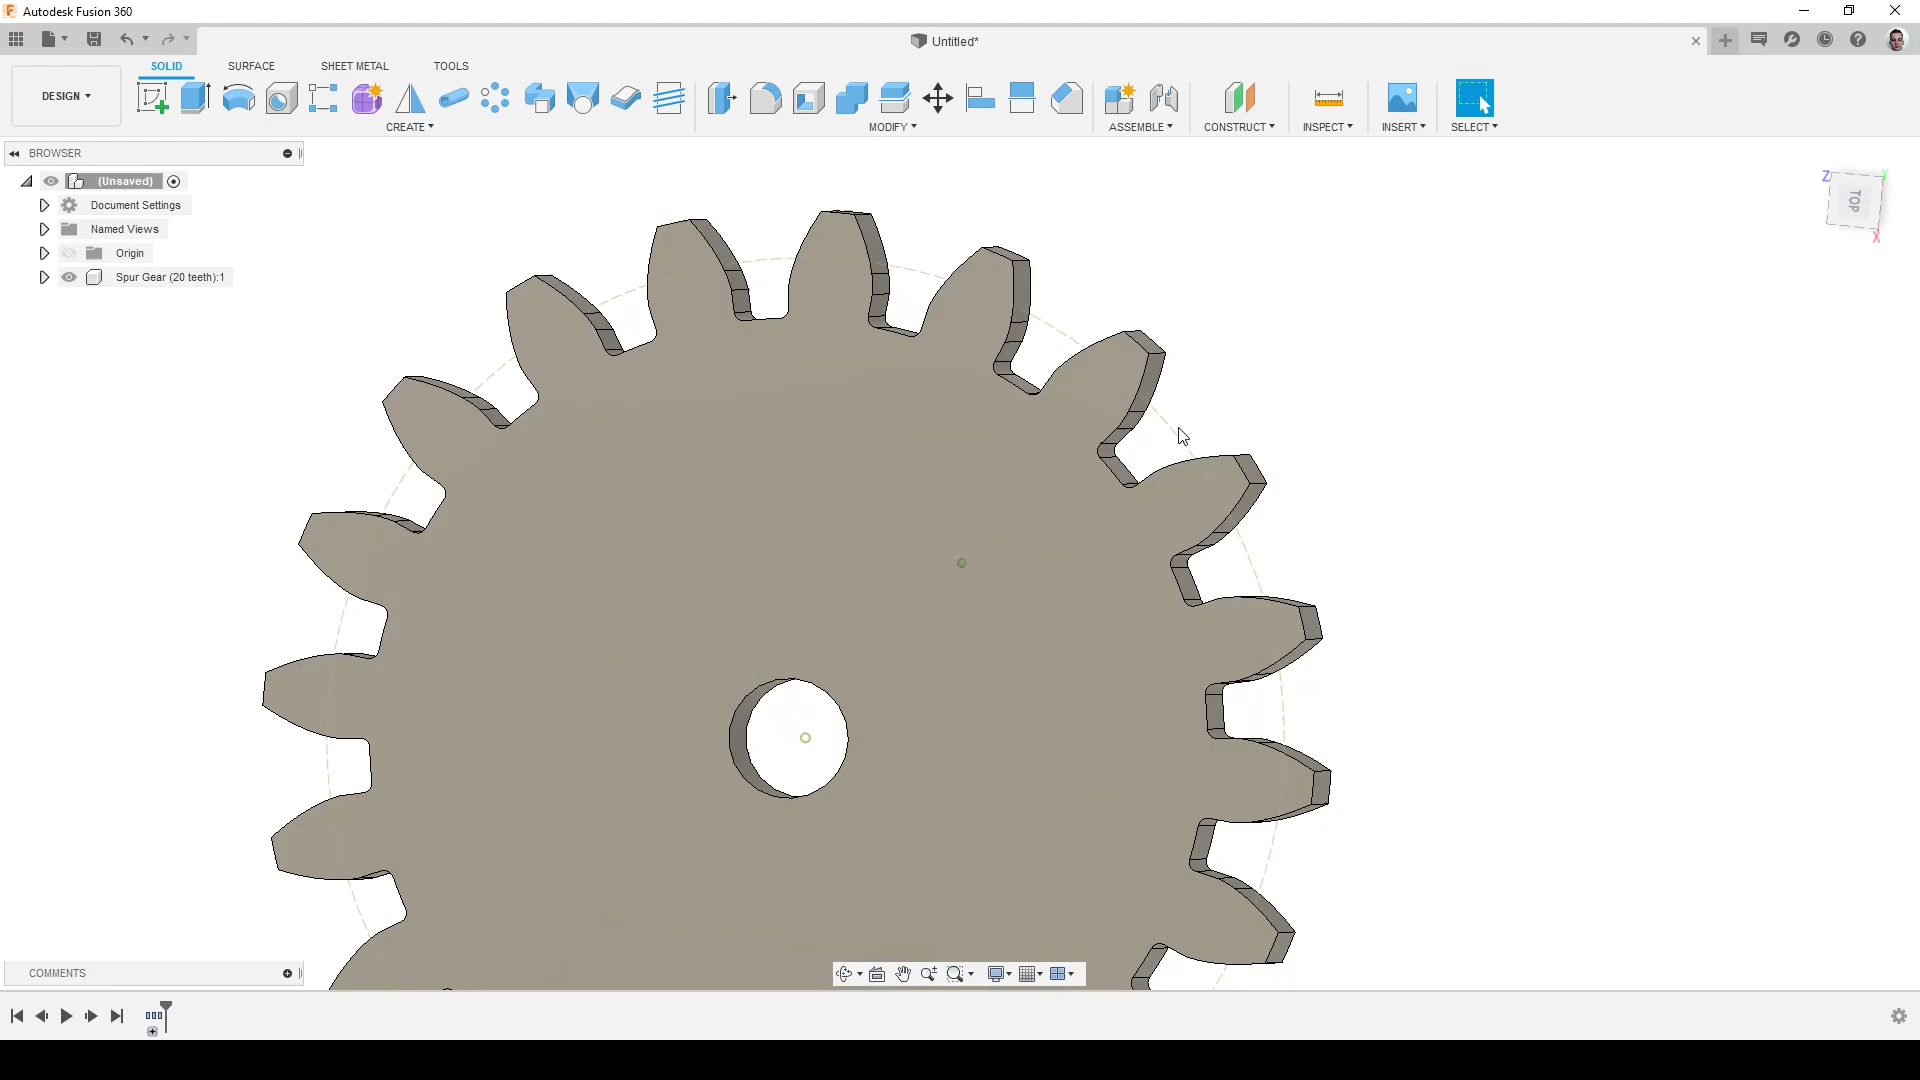 Autodesk Fusion 360
Untitled*
SOLID SURFACE SHEET METAL TOOLS
DESIGN
CREATE MODIFY ASSEMBLE CONSTRUCT INSPECT INSERT SELECT
BROWSER
(Unsaved)
Document Settings
Named Views
Origin
Spur Gear (20 teeth):1
Z Y
TOP
X
COMMENTS